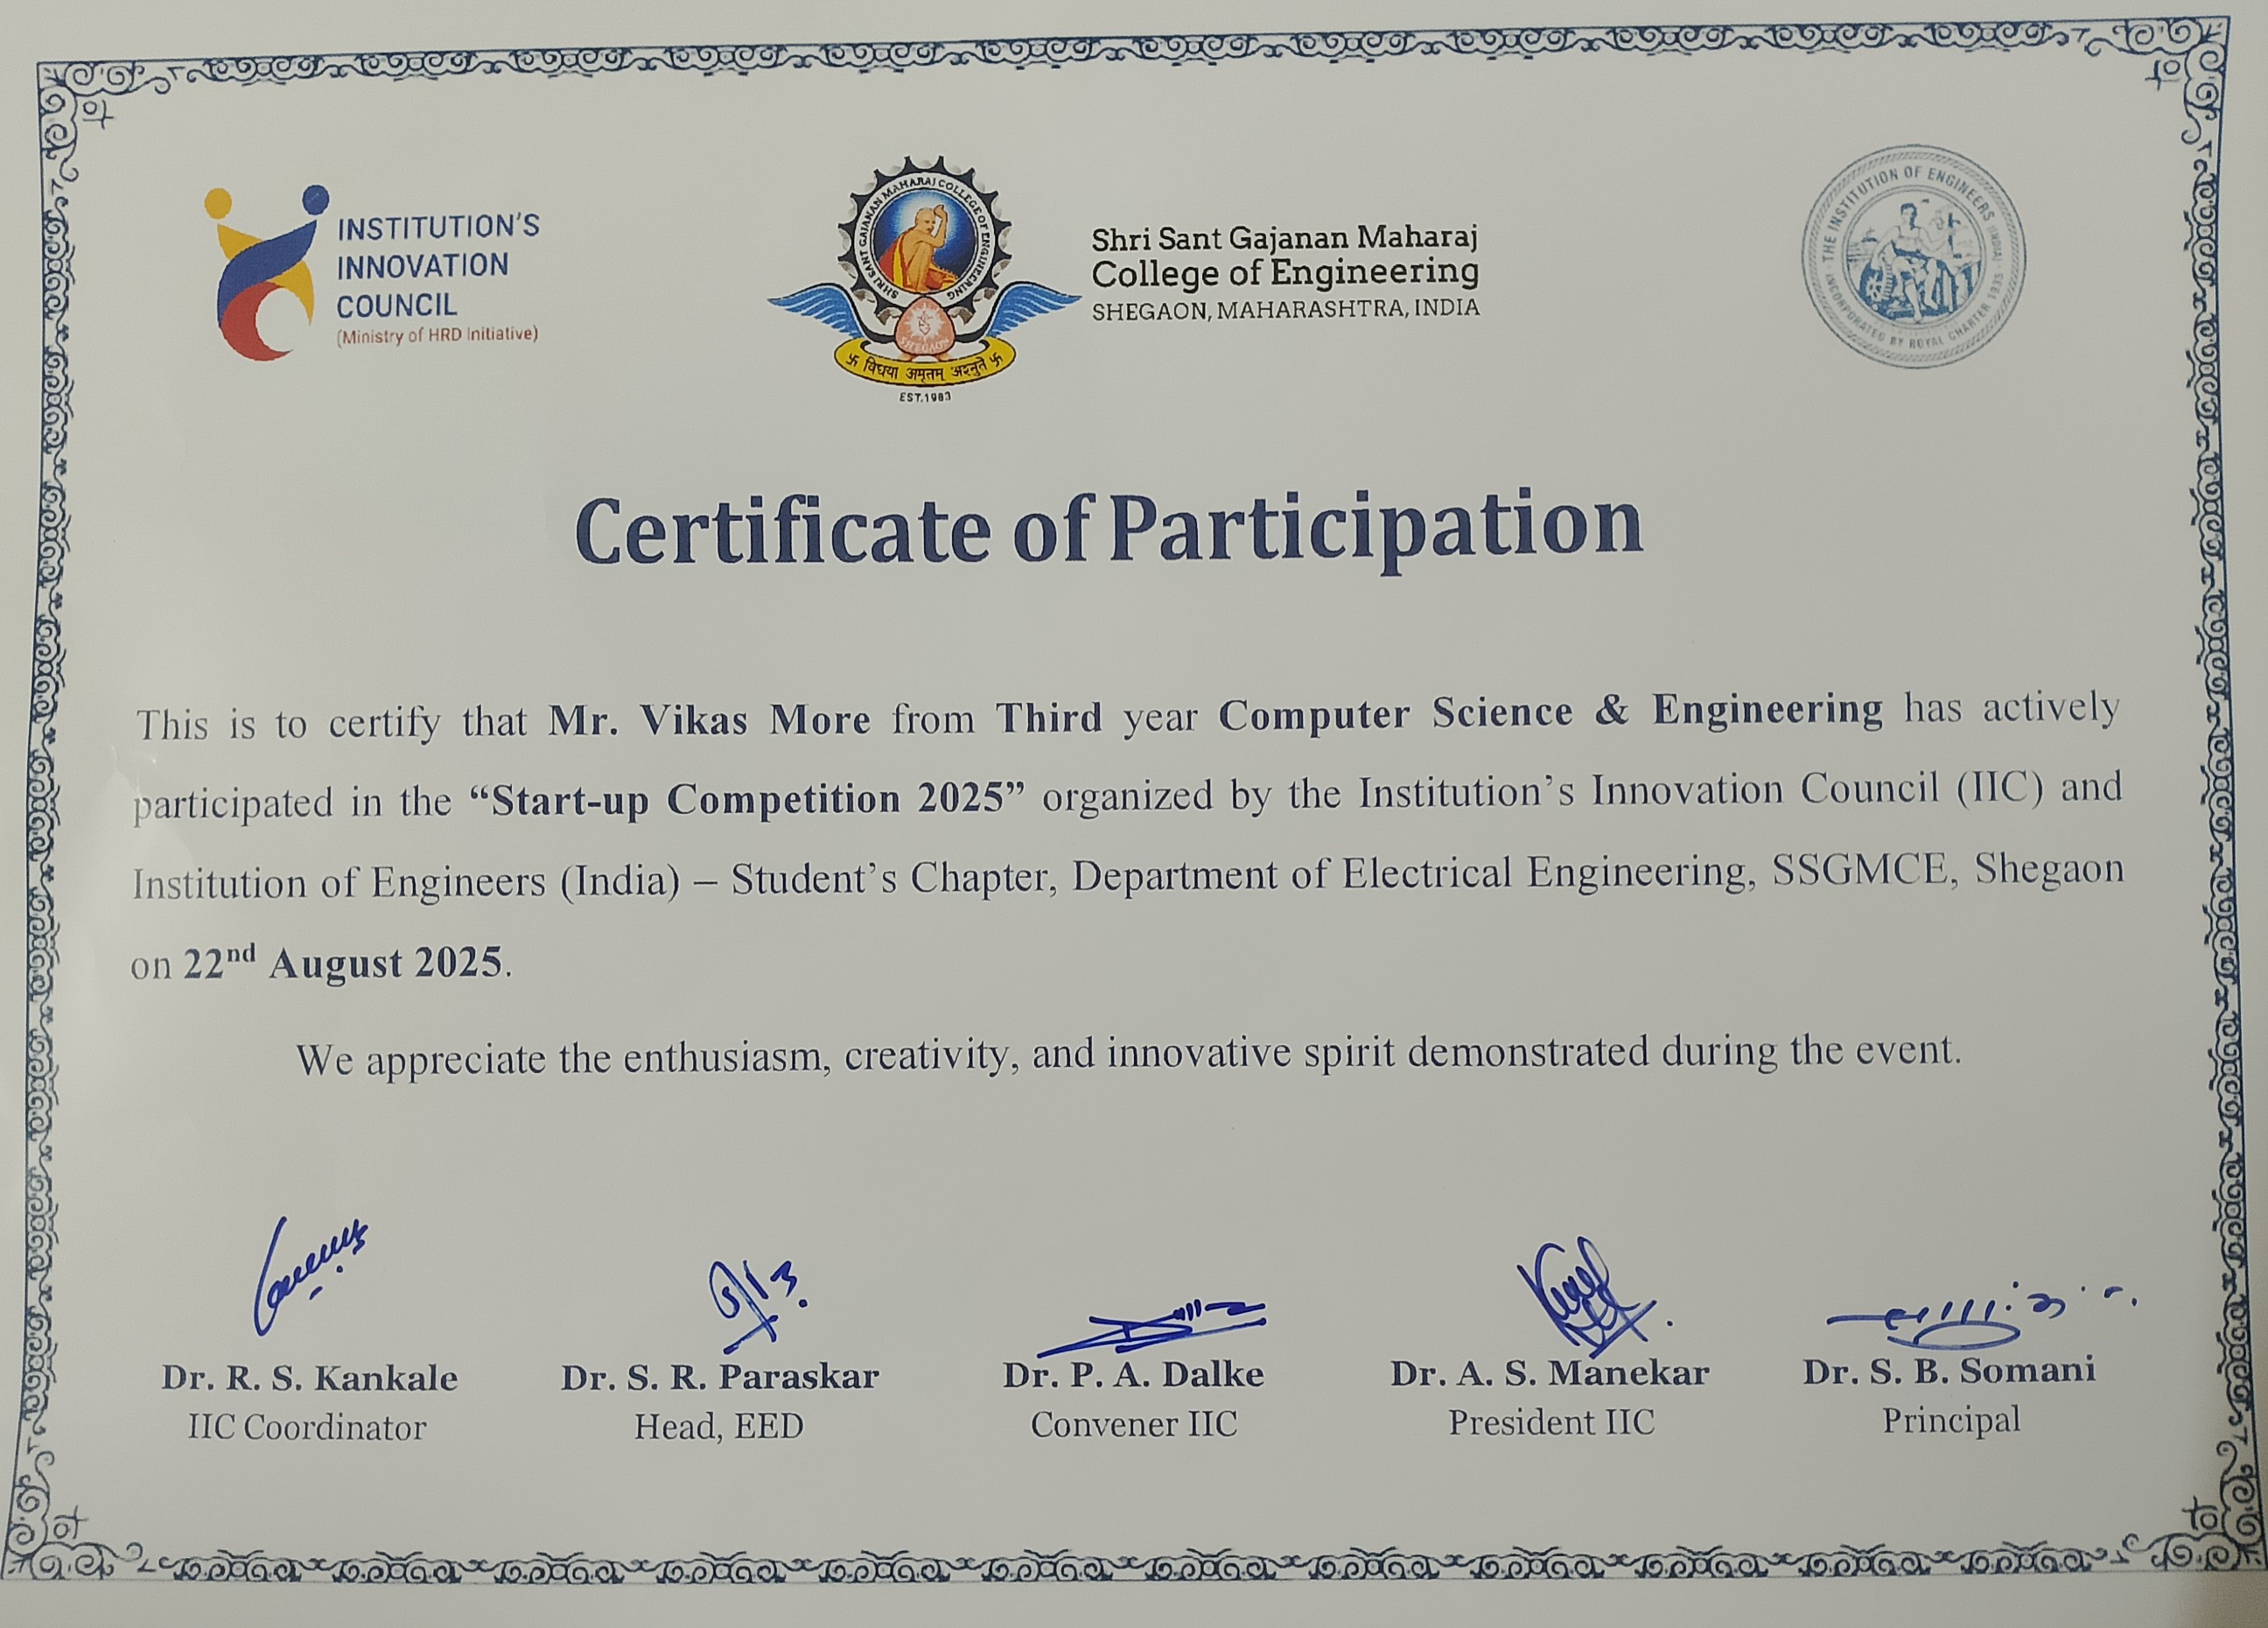 INSTITUTION'S
INNOVATION
COUNCIL
(Ministry of HRD Initiative)
SHRI SANT GAJANAN MAHARAJ COLLEGE OF ENGINEERING
SHEGAON
卐 विद्यया अमृतम् अश्नुते 卐
EST.1983
Shri Sant Gajanan Maharaj
College of Engineering
SHEGAON, MAHARASHTRA, INDIA
THE INSTITUTION OF ENGINEERS (INDIA)
INCORPORATED BY ROYAL CHARTER 1935
Certificate of Participation
This is to certify that Mr. Vikas More from Third year Computer Science & Engineering has actively
participated in the “Start-up Competition 2025” organized by the Institution’s Innovation Council (IIC) and
Institution of Engineers (India) – Student’s Chapter, Department of Electrical Engineering, SSGMCE, Shegaon
on 22nd August 2025.
We appreciate the enthusiasm, creativity, and innovative spirit demonstrated during the event.
Dr. R. S. Kankale
IIC Coordinator
Dr. S. R. Paraskar
Head, EED
Dr. P. A. Dalke
Convener IIC
Dr. A. S. Manekar
President IIC
Dr. S. B. Somani
Principal